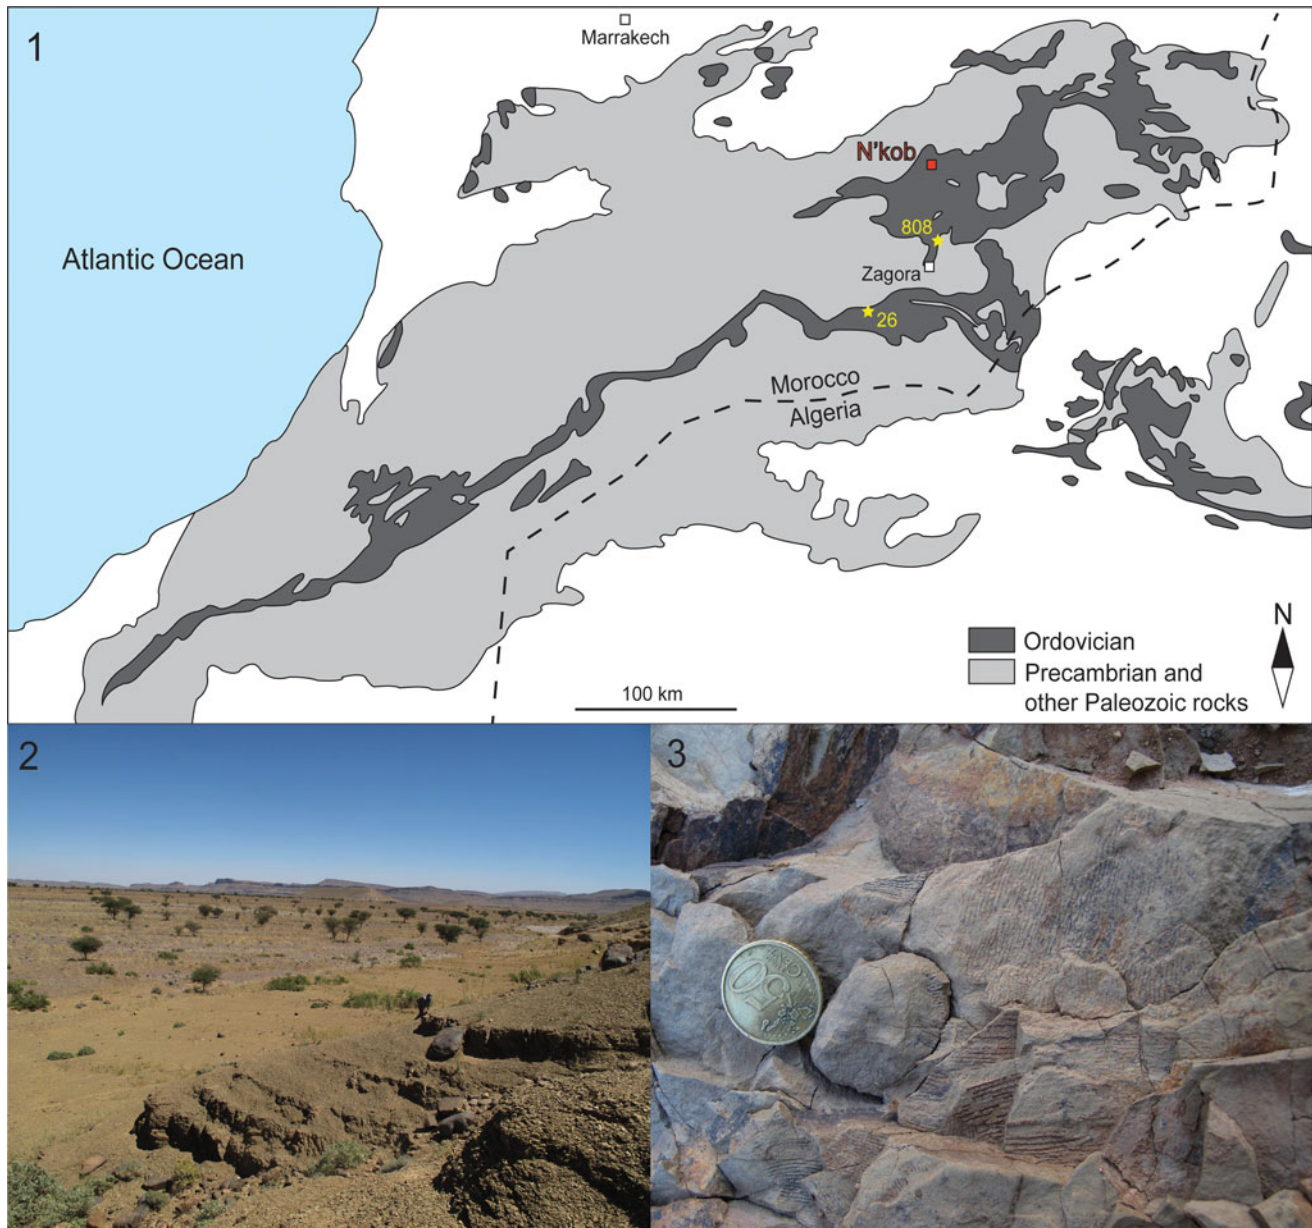 1
Marrakech
N'kob
808
Atlantic Ocean
Zagora
26
Morocco
Algeria
N
Ordovician
Precambrian and
other Paleozoic rocks
100 km
2
3
50